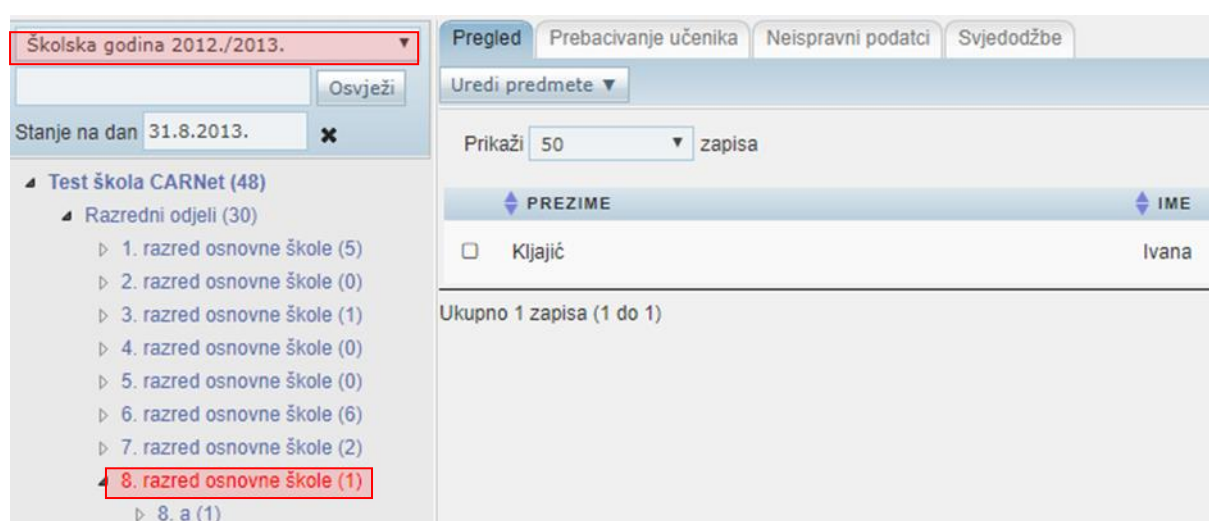 Školska godina 2012./2013.
Osvježi
Stanje na dan 31.8.2013.
Test škola CARNet (48)
Razredni odjeli (30)
1. razred osnovne škole (5)
2. razred osnovne škole (0)
3. razred osnovne škole (1)
4. razred osnovne škole (0)
5. razred osnovne škole (0)
6. razred osnovne škole (6)
7. razred osnovne škole (2)
8. razred osnovne škole (1)
8. a (1)
Pregled Prebacivanje učenika Neispravni podatci Svjedodžbe
Uredi predmete
Prikaži 50 zapisa
PREZIME IME
Kljajić Ivana
Ukupno 1 zapisa (1 do 1)